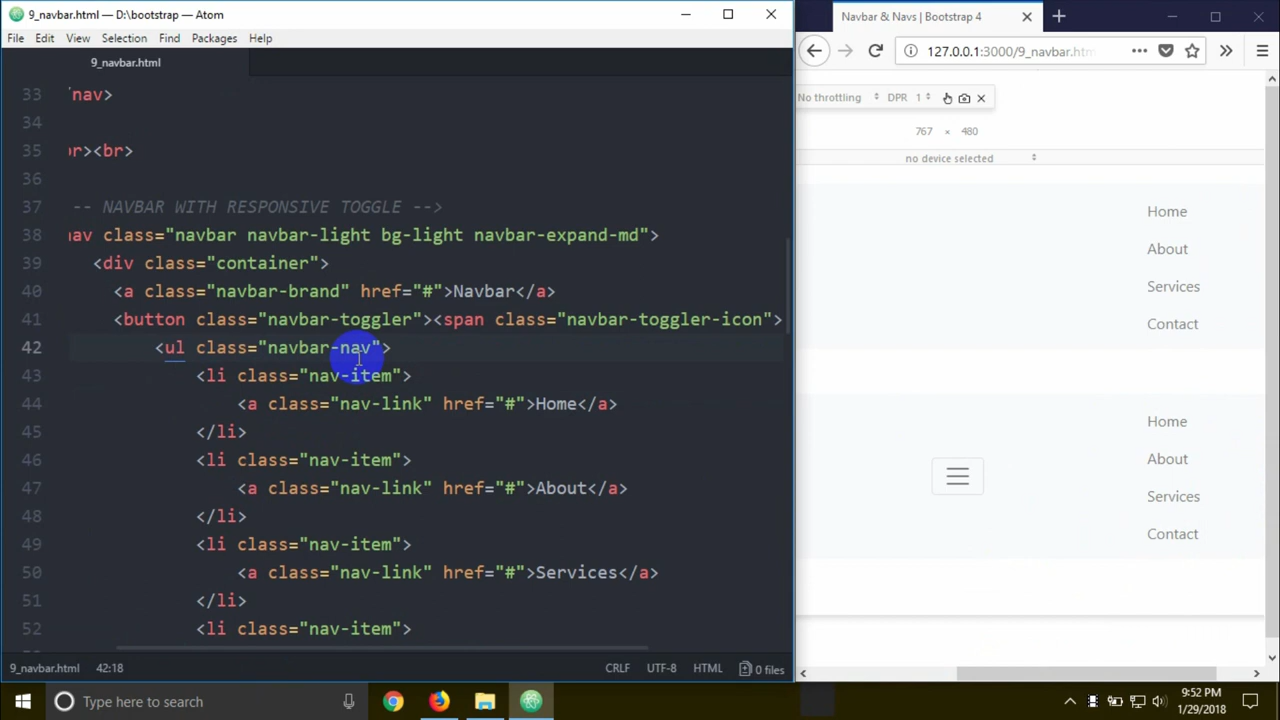 9_navbar.html — D:\bootstrap — Atom
File Edit View Selection Find Packages Help
9_navbar.html
33 /nav>
34
35 r><br>
36
37 -- NAVBAR WITH RESPONSIVE TOGGLE -->
38 nav class="navbar navbar-light bg-light navbar-expand-md">
39 <div class="container">
40 <a class="navbar-brand" href="#">Navbar</a>
41 <button class="navbar-toggler"><span class="navbar-toggler-icon">
42 <ul class="navbar-nav">
43 <li class="nav-item">
44 <a class="nav-link" href="#">Home</a>
45 </li>
46 <li class="nav-item">
47 <a class="nav-link" href="#">About</a>
48 </li>
49 <li class="nav-item">
50 <a class="nav-link" href="#">Services</a>
51 </li>
52 <li class="nav-item">
9_navbar.html 42:18 CRLF UTF-8 HTML 0 files
Navbar & Navs | Bootstrap 4
127.0.0.1:3000/9_navbar.htm
No throttling DPR 1
767 × 480
no device selected
Home
About
Services
Contact
Home
About
Services
Contact
Type here to search
9:52 PM
1/29/2018